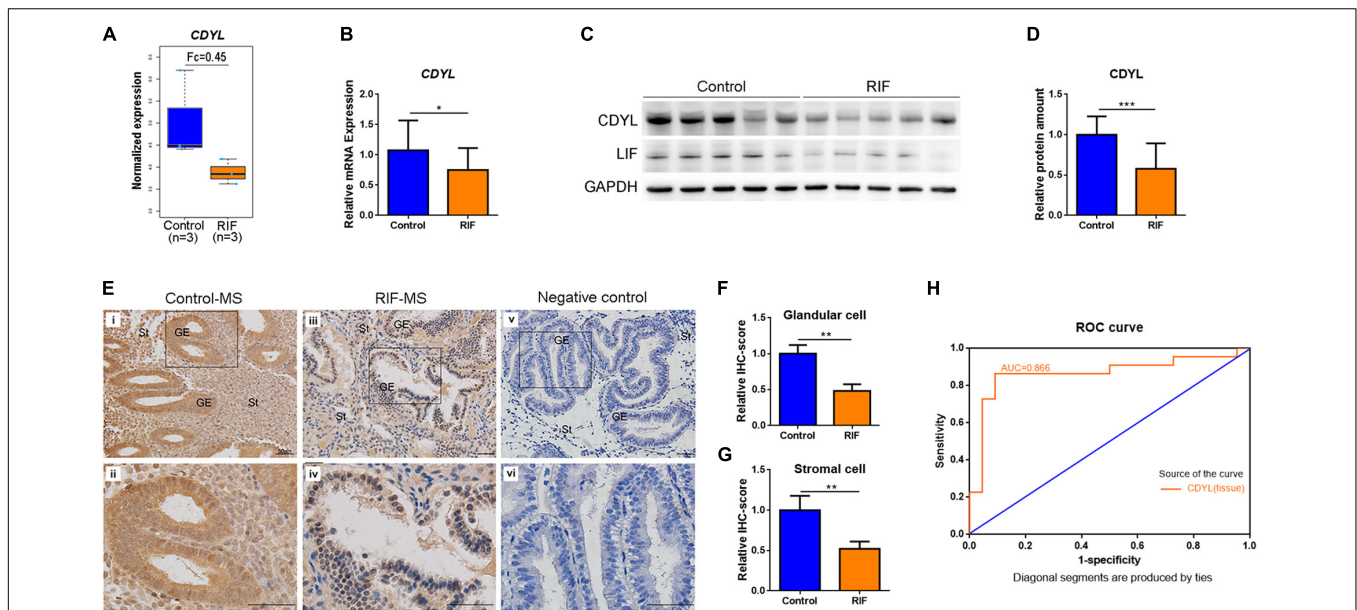 A
CDYL
Fc=0.45
Normalized expression
Control
(n=3)
RIF
(n=3)
B
CDYL
*
Relative mRNA Expression
2.0
1.5
1.0
0.5
0.0
Control
RIF
C
Control
RIF
CDYL
LIF
GAPDH
D
CDYL
***
Relative protein amount
1.5
1.0
0.5
0.0
Control
RIF
E
Control-MS
RIF-MS
Negative control
i
St
GE
GE
St
iii
St
GE
GE
St
v
GE
St
GE
St
ii
iv
vi
F
Glandular cell
**
Relative IHC-score
1.5
1.0
0.5
0.0
Control
RIF
G
Stromal cell
**
Relative IHC-score
1.5
1.0
0.5
0.0
Control
RIF
H
ROC curve
AUC=0.866
Sensitivity
1.0
0.8
0.6
0.4
0.2
0.0
Source of the curve
CDYL(tissue)
0.0
0.2
0.4
0.6
0.8
1.0
1-specificity
Diagonal segments are produced by ties